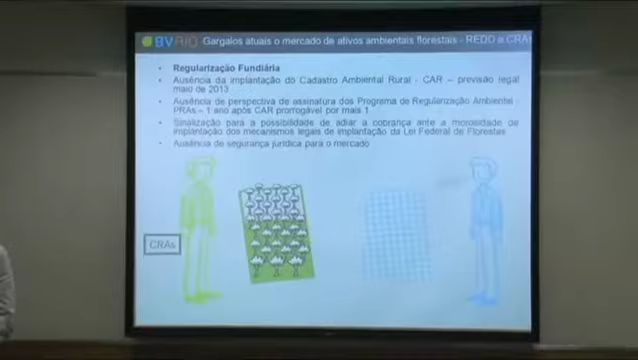 BVRIO Gargalos atuais o mercado de ativos ambientais florestais - REDD e CRAs
• Regularização Fundiária
• Ausência da implantação do Cadastro Ambiental Rural - CAR – previsão legal
maio de 2013
• Ausência de perspectiva de assinatura dos Programa de Regularização Ambiental -
PRAs – 1 ano após CAR prorrogável por mais 1
• Sinalização para a possibilidade de adiar a cobrança ante a morosidade de
implantação dos mecanismos legais de implantação da Lei Federal de Florestas
• Ausência de segurança jurídica para o mercado
CRAs